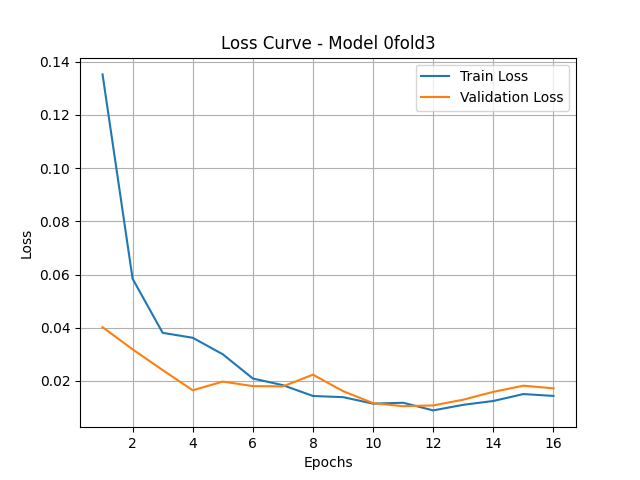 Loss Curve - Model 0fold3
Train Loss
Validation Loss
0.14
0.12
0.10
0.08
0.06
0.04
0.02
Loss
2 4 6 8 10 12 14 16
Epochs